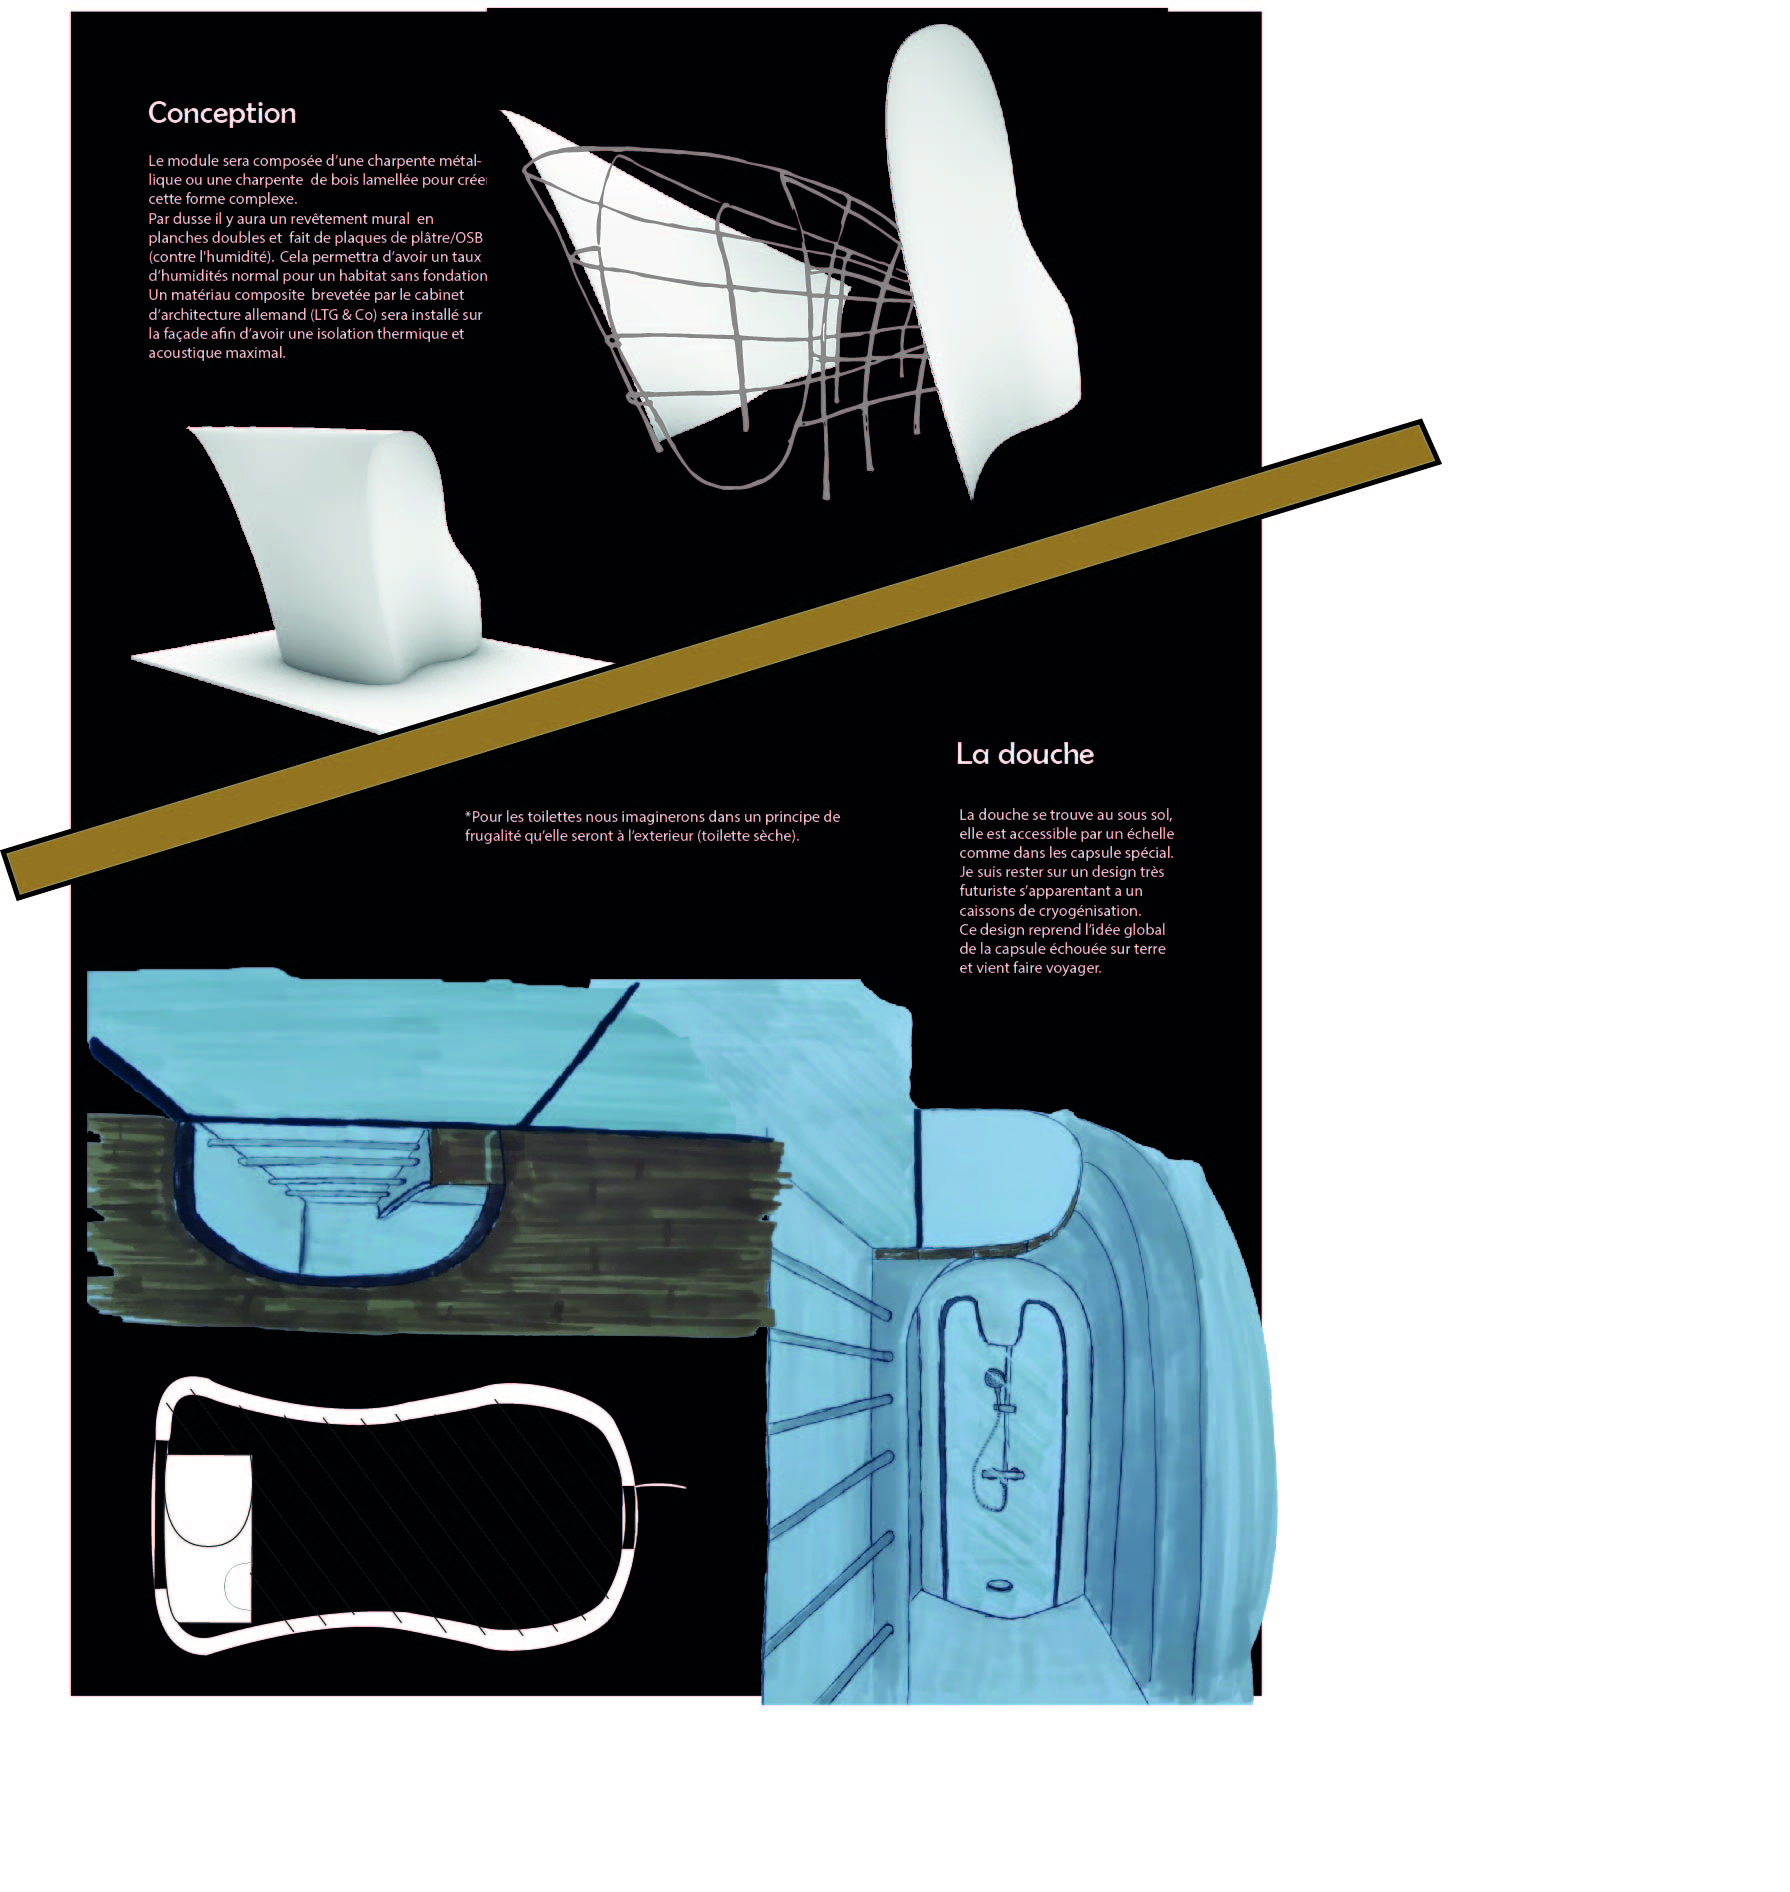 Conception
Le module sera composée d'une charpente métal-
lique ou une charpente  de bois lamellée pour créer
cette forme complexe.
Par dusse il y aura un revêtement mural  en
planches doubles et  fait de plaques de plâtre/OSB
(contre l'humidité). Cela permettra d'avoir un taux
d'humidités normal pour un habitat sans fondation
Un matériau composite  brevetée par le cabinet
d'architecture allemand (LTG & Co) sera installé sur
la façade afin d'avoir une isolation thermique et
acoustique maximal.
*Pour les toilettes nous imaginerons dans un principe de
frugalité qu'elle seront à l'exterieur (toilette sèche).
La douche
La douche se trouve au sous sol,
elle est accessible par un échelle
comme dans les capsule spécial.
Je suis rester sur un design très
futuriste s'apparentant a un
caissons de cryogénisation.
Ce design reprend l'idée global
de la capsule échouée sur terre
et vient faire voyager.